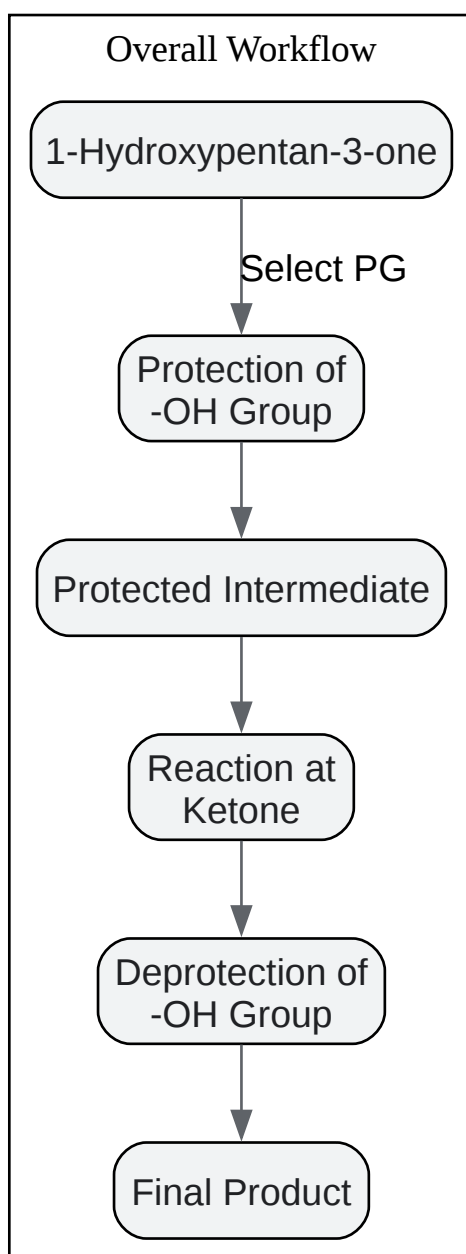 Overall Workflow
1-Hydroxypentan-3-one
Select PG
Protection of
-OH Group
Protected Intermediate
Reaction at
Ketone
Deprotection of
-OH Group
Final Product